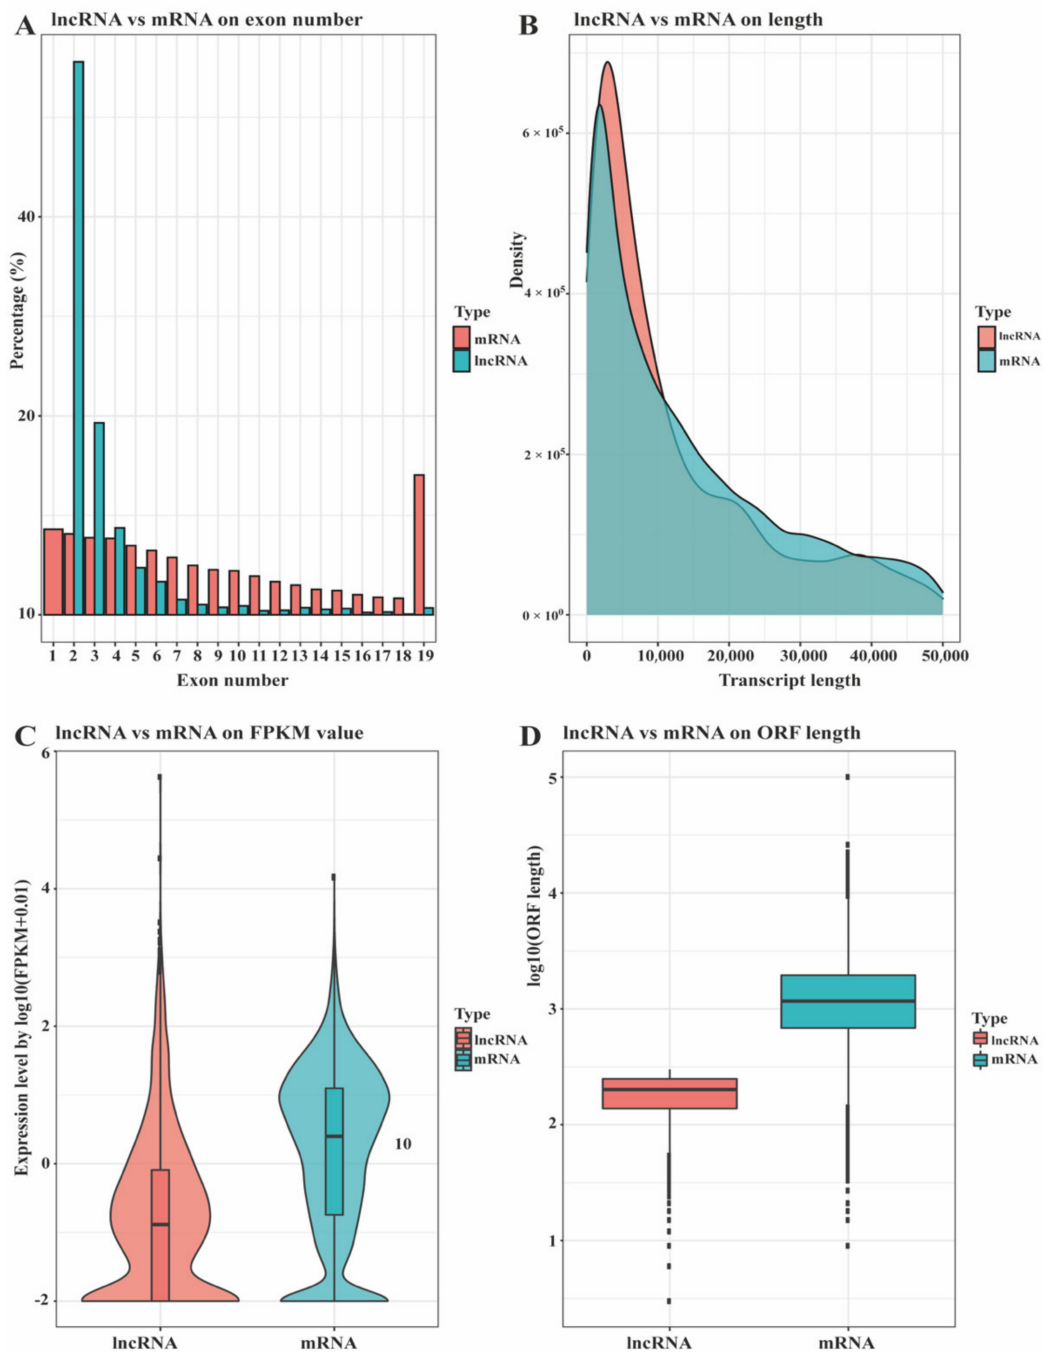 A lncRNA vs mRNA on exon number
Percentage (%)
40
20
10
1 2 3 4 5 6 7 8 9 10 11 12 13 14 15 16 17 18 19
Exon number
Type
mRNA
lncRNA
B lncRNA vs mRNA on length
Density
6 × 10⁵
4 × 10⁵
2 × 10⁵
0 × 10⁰
0 10,000 20,000 30,000 40,000 50,000
Transcript length
Type
lncRNA
mRNA
C lncRNA vs mRNA on FPKM value
Expression level by log10(FPKM+0.01)
6
4
2
0
-2
10
lncRNA mRNA
Type
lncRNA
mRNA
D lncRNA vs mRNA on ORF length
log10(ORF length)
5
4
3
2
1
lncRNA mRNA
Type
lncRNA
mRNA